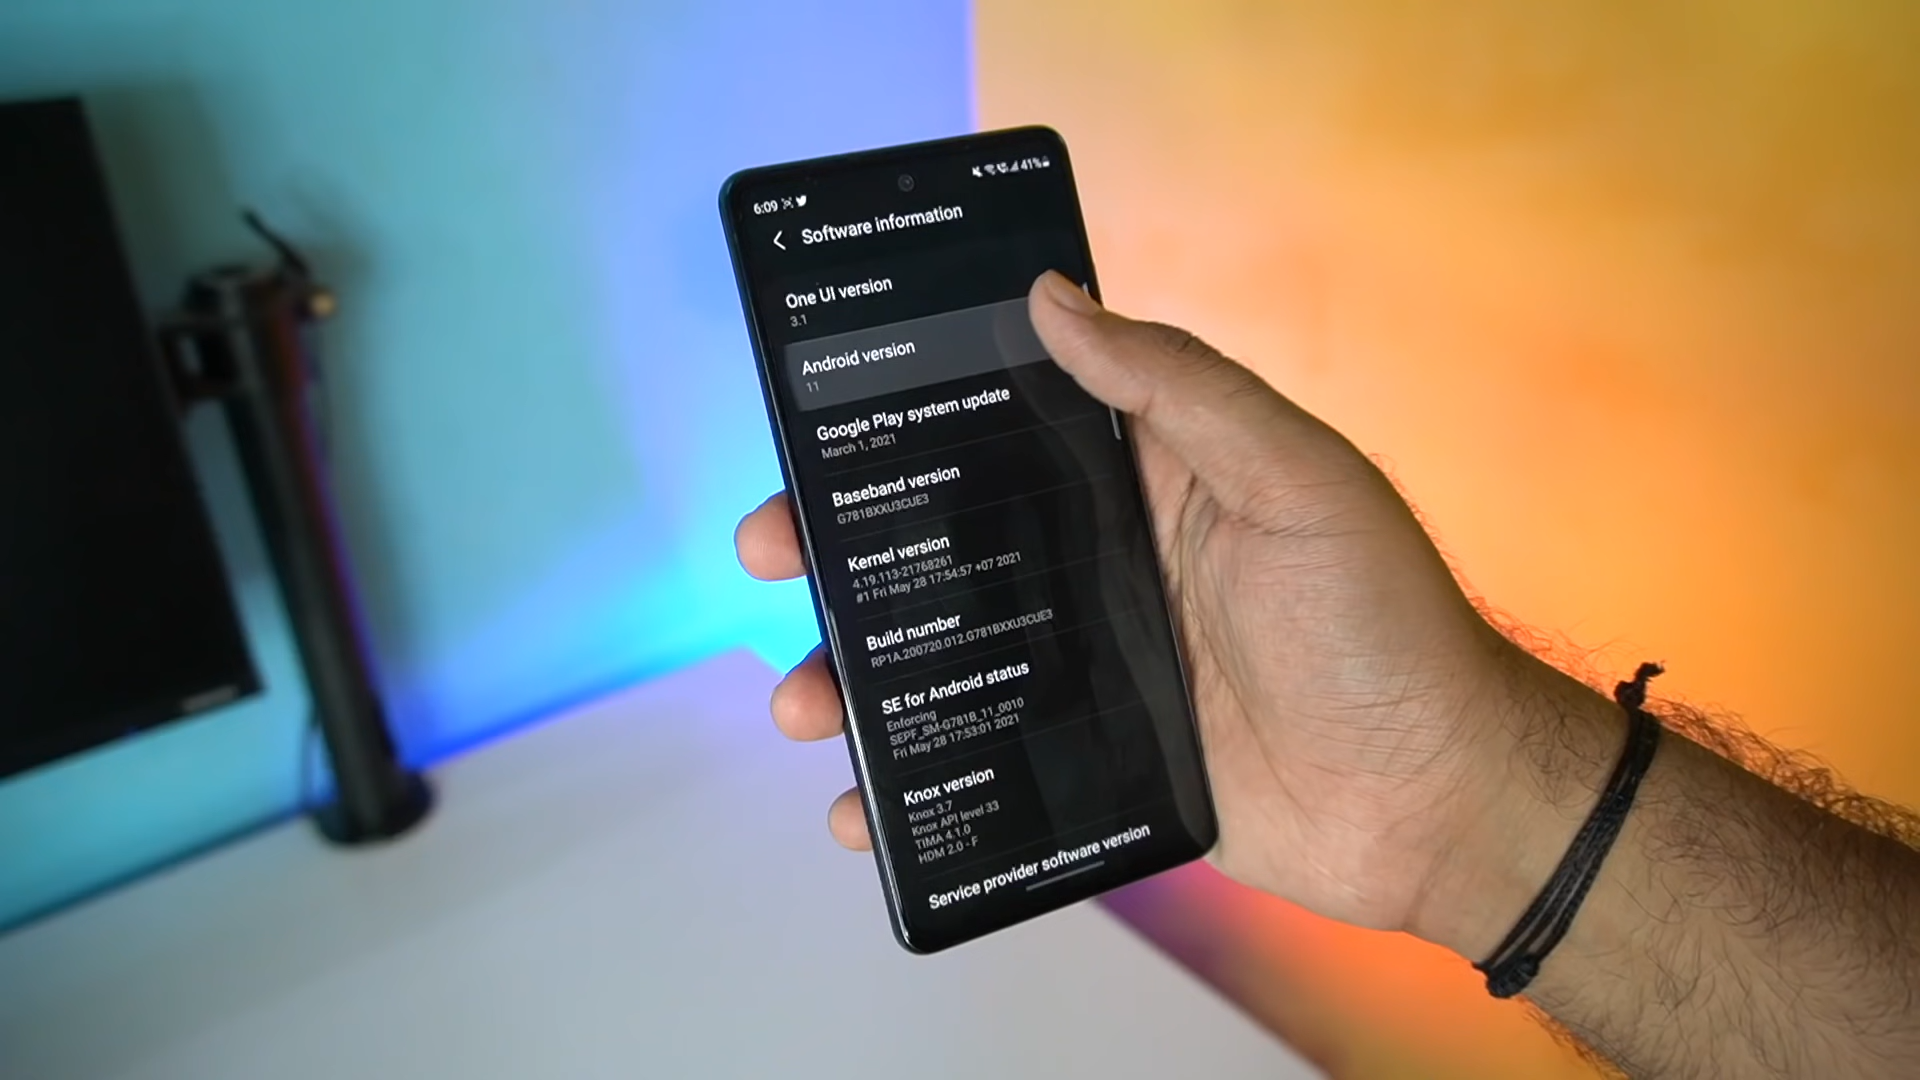 6:09
41%
Software information
One UI version
3.1
Android version
11
Google Play system update
March 1, 2021
Baseband version
G781BXXU3CUE3
Kernel version
4.19.113-21768261
#1 Fri May 28 17:54:57 +07 2021
Build number
RP1A.200720.012.G781BXXU3CUE3
SE for Android status
Enforcing
SEPF_SM-G781B_11_0010
Fri May 28 17:53:01 2021
Knox version
Knox 3.7
Knox API level 33
TIMA 4.1.0
HDM 2.0 - F
Service provider software version